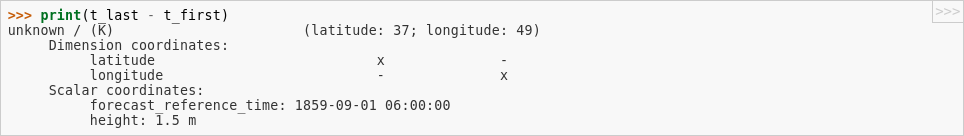 >>> print(t_last - t_first)
>>>
unknown / (K)                       (latitude: 37; longitude: 49)
     Dimension coordinates:
          latitude                           x              -
          longitude                          -              x
     Scalar coordinates:
          forecast_reference_time: 1859-09-01 06:00:00
          height: 1.5 m